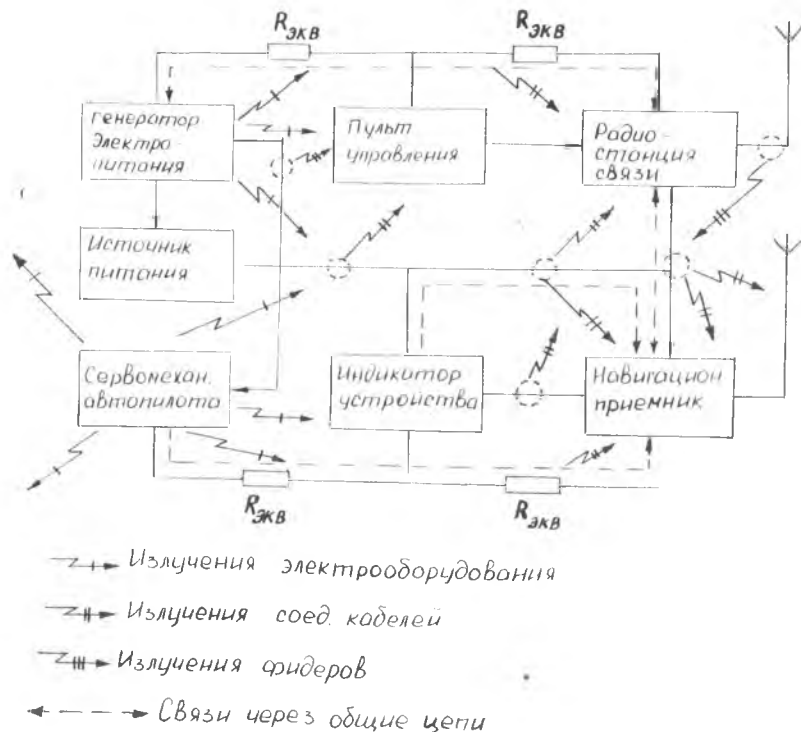 Rэкв
Rэкв
генератор
Электро
питания
Пульт
управления
Радио-
станция
связи
Источник
питания
Сервомехан.
автопилота
Индикотор
устройства
Навигацион
приемник
Rэкв
Rэкв
Излучения электрооборудования
Излучения соед. кабелей
Излучения фидеров
Связи через общие цепи